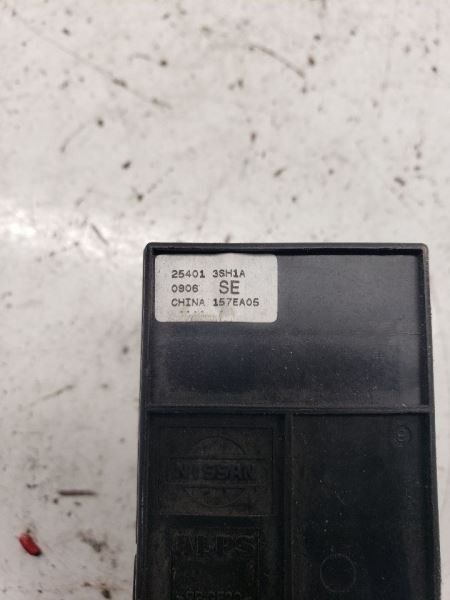 25401 3SH1A
0906 SE
CHINA 157EA05
NISSAN
ALPS